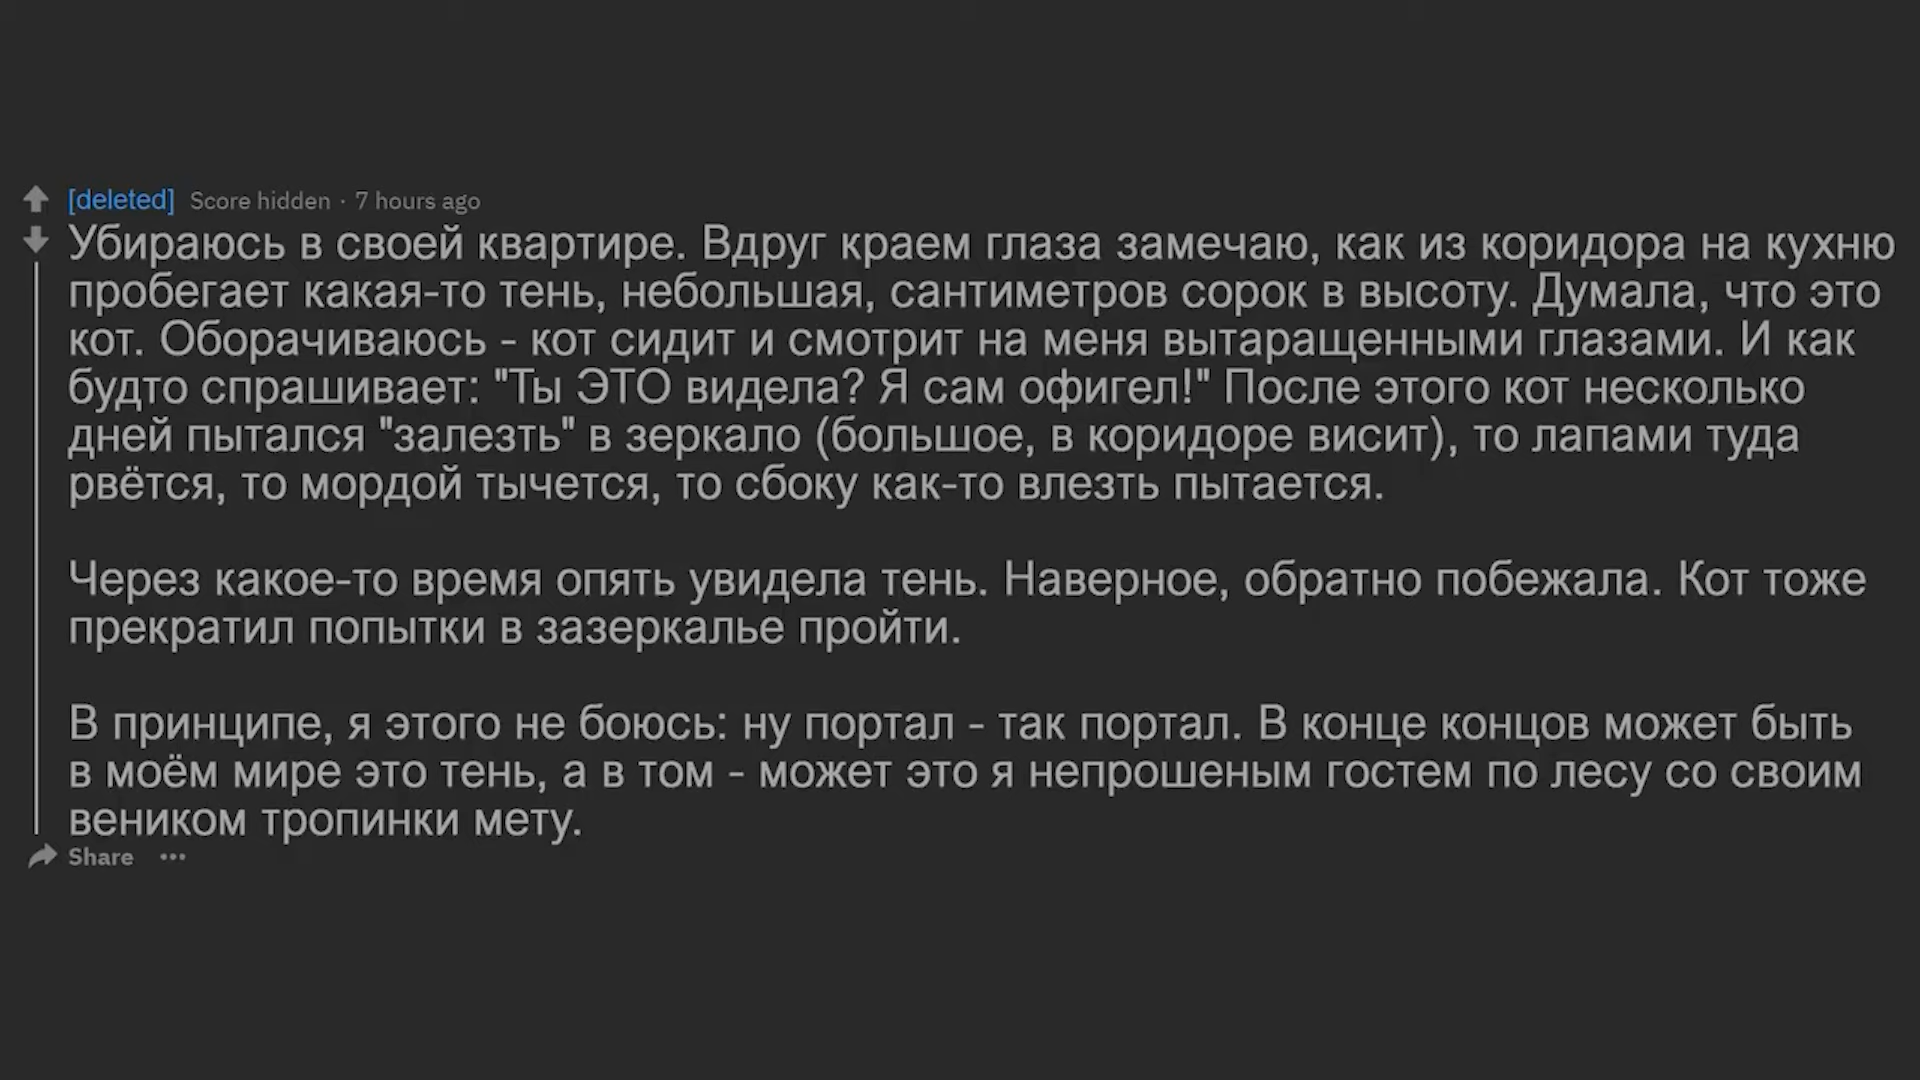 [deleted] Score hidden · 7 hours ago
Убираюсь в своей квартире. Вдруг краем глаза замечаю, как из коридора на кухню
пробегает какая-то тень, небольшая, сантиметров сорок в высоту. Думала, что это
кот. Оборачиваюсь - кот сидит и смотрит на меня вытаращенными глазами. И как
будто спрашивает: "Ты ЭТО видела? Я сам офигел!" После этого кот несколько
дней пытался "залезть" в зеркало (большое, в коридоре висит), то лапами туда
рвётся, то мордой тычется, то сбоку как-то влезть пытается.
Через какое-то время опять увидела тень. Наверное, обратно побежала. Кот тоже
прекратил попытки в зазеркалье пройти.
В принципе, я этого не боюсь: ну портал - так портал. В конце концов может быть
в моём мире это тень, а в том - может это я непрошеным гостем по лесу со своим
веником тропинки мету.
Share ···